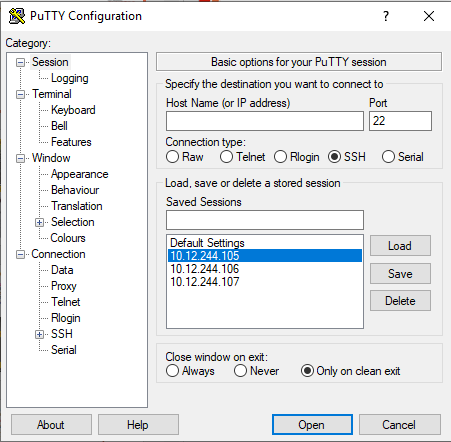 PuTTY Configuration
Category:
Session
Logging
Terminal
Keyboard
Bell
Features
Window
Appearance
Behaviour
Translation
Selection
Colours
Connection
Data
Proxy
Telnet
Rlogin
SSH
Serial
Basic options for your PuTTY session
Specify the destination you want to connect to
Host Name (or IP address) Port
22
Connection type:
Raw Telnet Rlogin SSH Serial
Load, save or delete a stored session
Saved Sessions
Default Settings
10.12.244.105
10.12.244.106
10.12.244.107
Load
Save
Delete
Close window on exit:
Always Never Only on clean exit
About Help Open Cancel